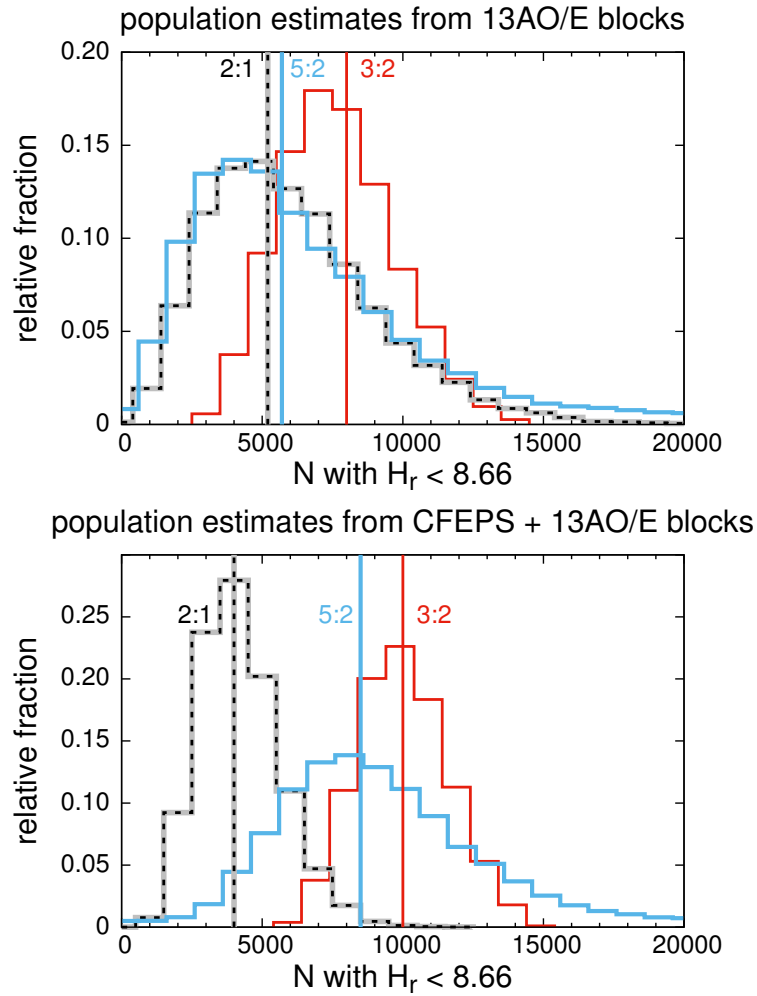 population estimates from 13AO/E blocks
0.20
2:1 5:2 3:2
0.15
0.10
0.05
0
relative fraction
0 5000 10000 15000 20000
N with Hr < 8.66
population estimates from CFEPS + 13AO/E blocks
2:1 5:2 3:2
0.25
0.20
0.15
0.10
0.05
0
relative fraction
0 5000 10000 15000 20000
N with Hr < 8.66